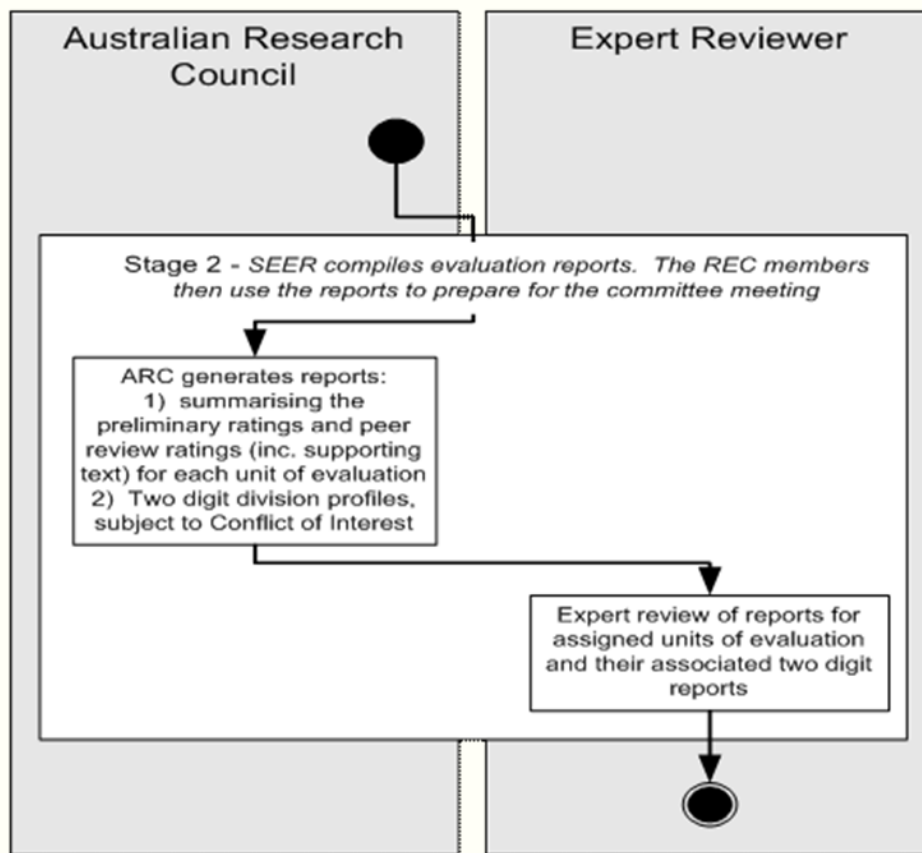 Australian Research
Council
Expert Reviewer
Stage 2 - SEER compiles evaluation reports.  The REC members
then use the reports to prepare for the committee meeting
ARC generates reports:
1)  summarising the
preliminary ratings and peer
review ratings (inc. supporting
text) for each unit of evaluation
2)  Two digit division profiles,
subject to Conflict of Interest
Expert review of reports for
assigned units of evaluation
and their associated two digit
reports